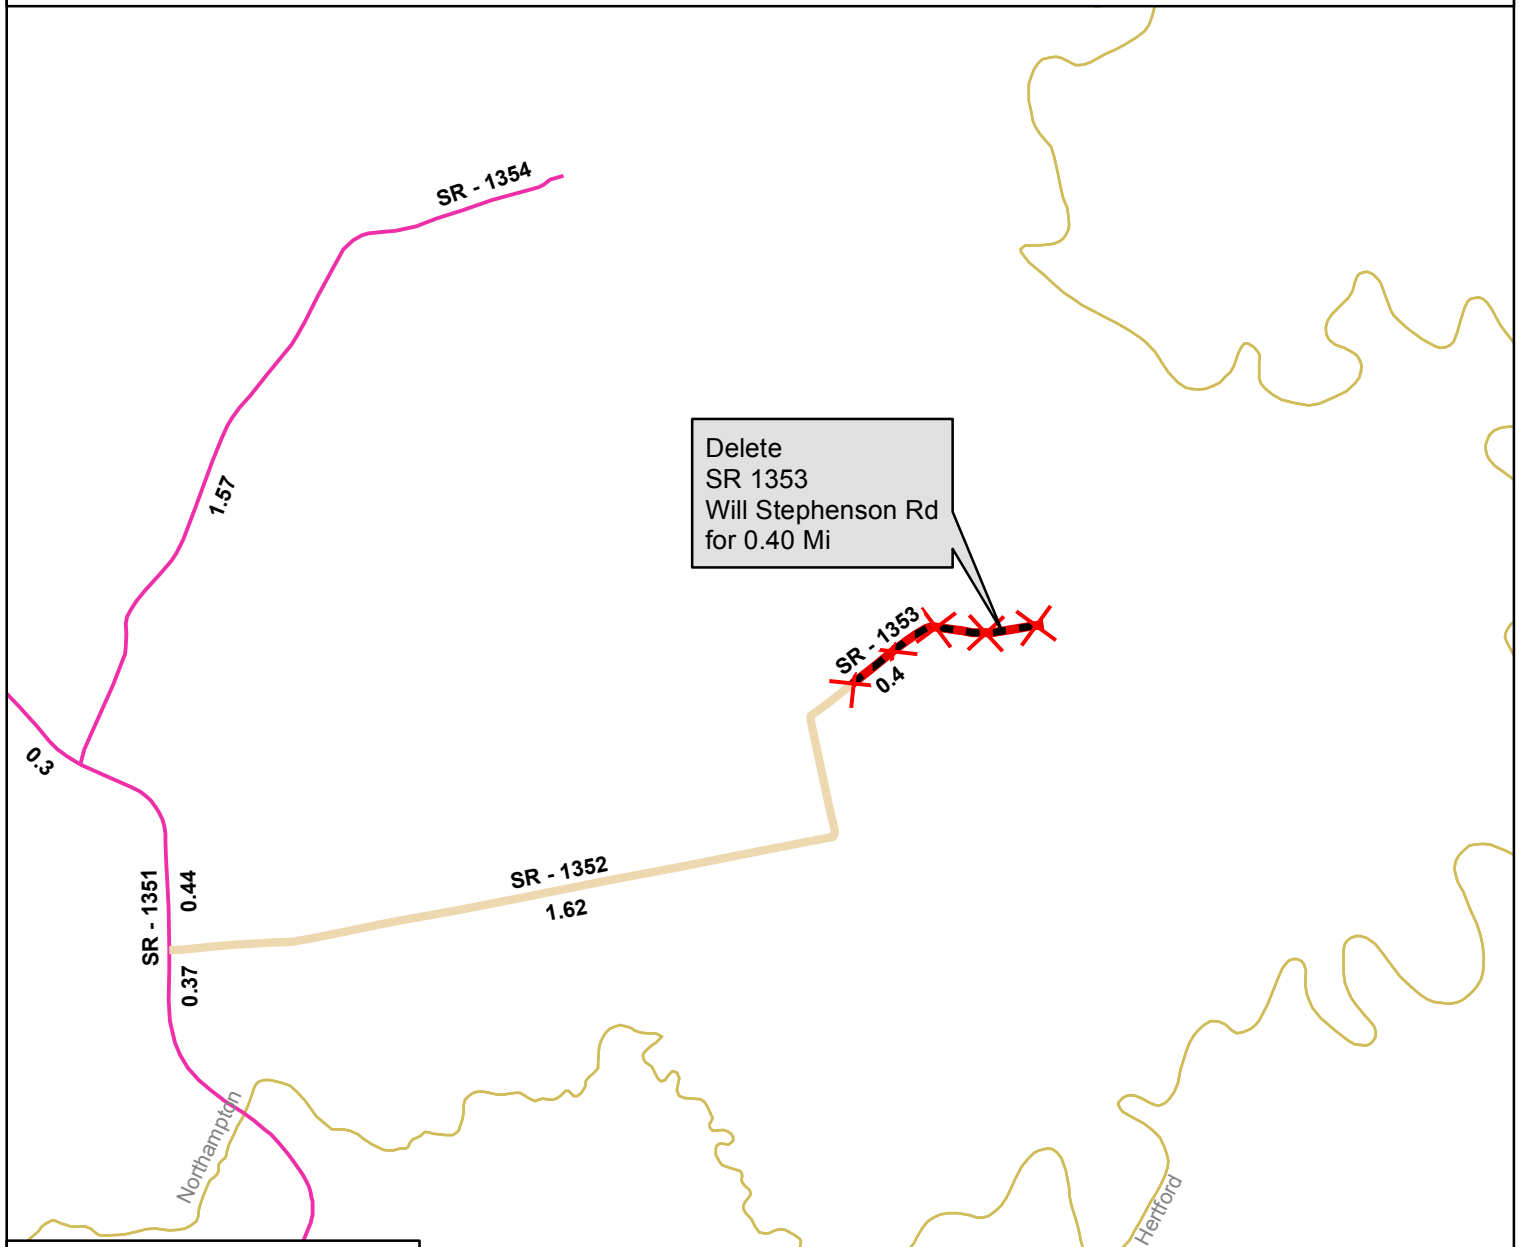 SR - 1354
1.57
Delete
SR 1353
Will Stephenson Rd
for 0.40 Mi
SR - 1353
0.4
0.3
SR - 1352
1.62
SR - 1351
0.44
0.37
Northampton
Hertford